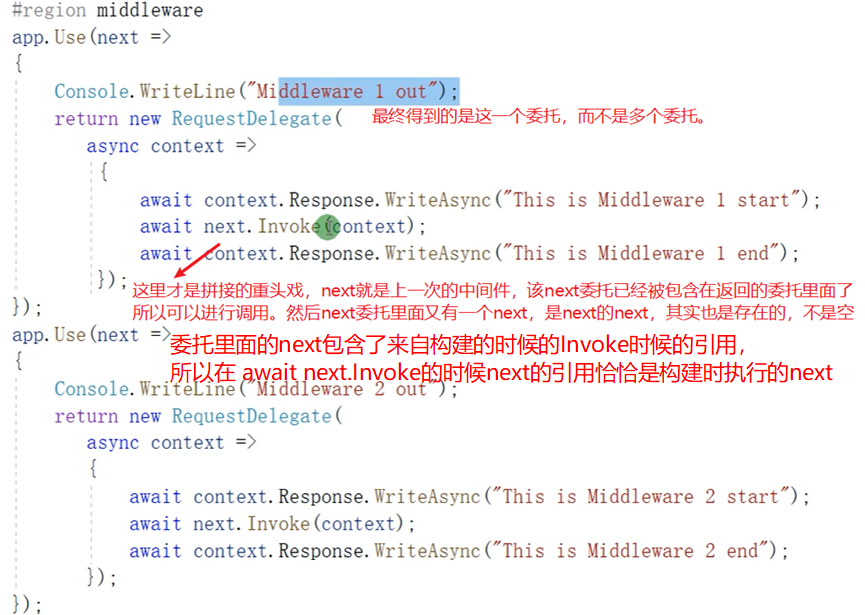 #region middleware
app.Use(next =>
{
Console.WriteLine("Middleware 1 out");
return new RequestDelegate( 最终得到的是这一个委托，而不是多个委托。
async context =>
{
await context.Response.WriteAsync("This is Middleware 1 start");
await next.Invoke(context);
await context.Response.WriteAsync("This is Middleware 1 end");
});
这里才是拼接的重头戏，next就是上一次的中间件，该next委托已经被包含在返回的委托里面了
});
所以可以进行调用。然后next委托里面又有一个next，是next的next，其实也是存在的，不是空
app.Use(next =>
委托里面的next包含了来自构建的时候的Invoke时候的引用，
{
所以在 await next.Invoke的时候next的引用恰恰是构建时执行的next
Console.WriteLine("Middleware 2 out");
return new RequestDelegate(
async context =>
{
await context.Response.WriteAsync("This is Middleware 2 start");
await next.Invoke(context);
await context.Response.WriteAsync("This is Middleware 2 end");
});
});